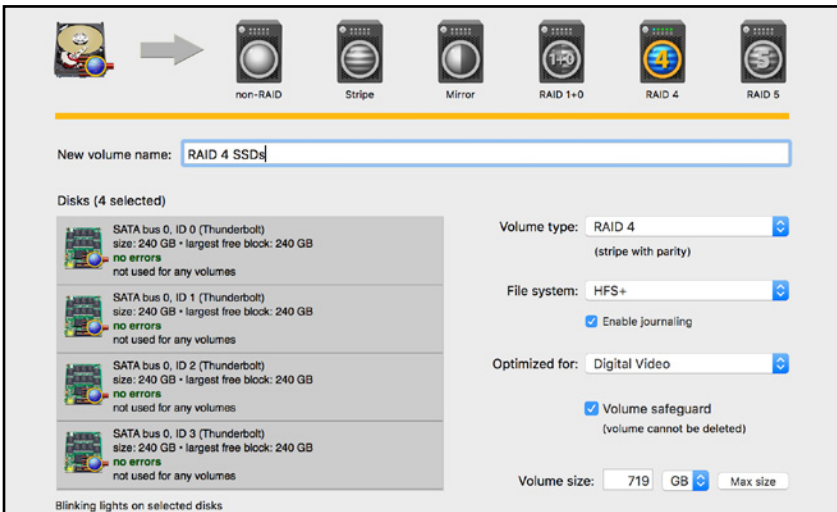 non-RAID
Stripe
Mirror
1+0
RAID 1+0
4
RAID 4
5
RAID 5
New volume name: RAID 4 SSDs
Disks (4 selected)
SATA bus 0, ID 0 (Thunderbolt)
size: 240 GB • largest free block: 240 GB
no errors
not used for any volumes
SATA bus 0, ID 1 (Thunderbolt)
size: 240 GB • largest free block: 240 GB
no errors
not used for any volumes
SATA bus 0, ID 2 (Thunderbolt)
size: 240 GB • largest free block: 240 GB
no errors
not used for any volumes
SATA bus 0, ID 3 (Thunderbolt)
size: 240 GB • largest free block: 240 GB
no errors
not used for any volumes
Blinking lights on selected disks
Volume type: RAID 4
(stripe with parity)
File system: HFS+
Enable journaling
Optimized for: Digital Video
Volume safeguard
(volume cannot be deleted)
Volume size: 719 GB Max size